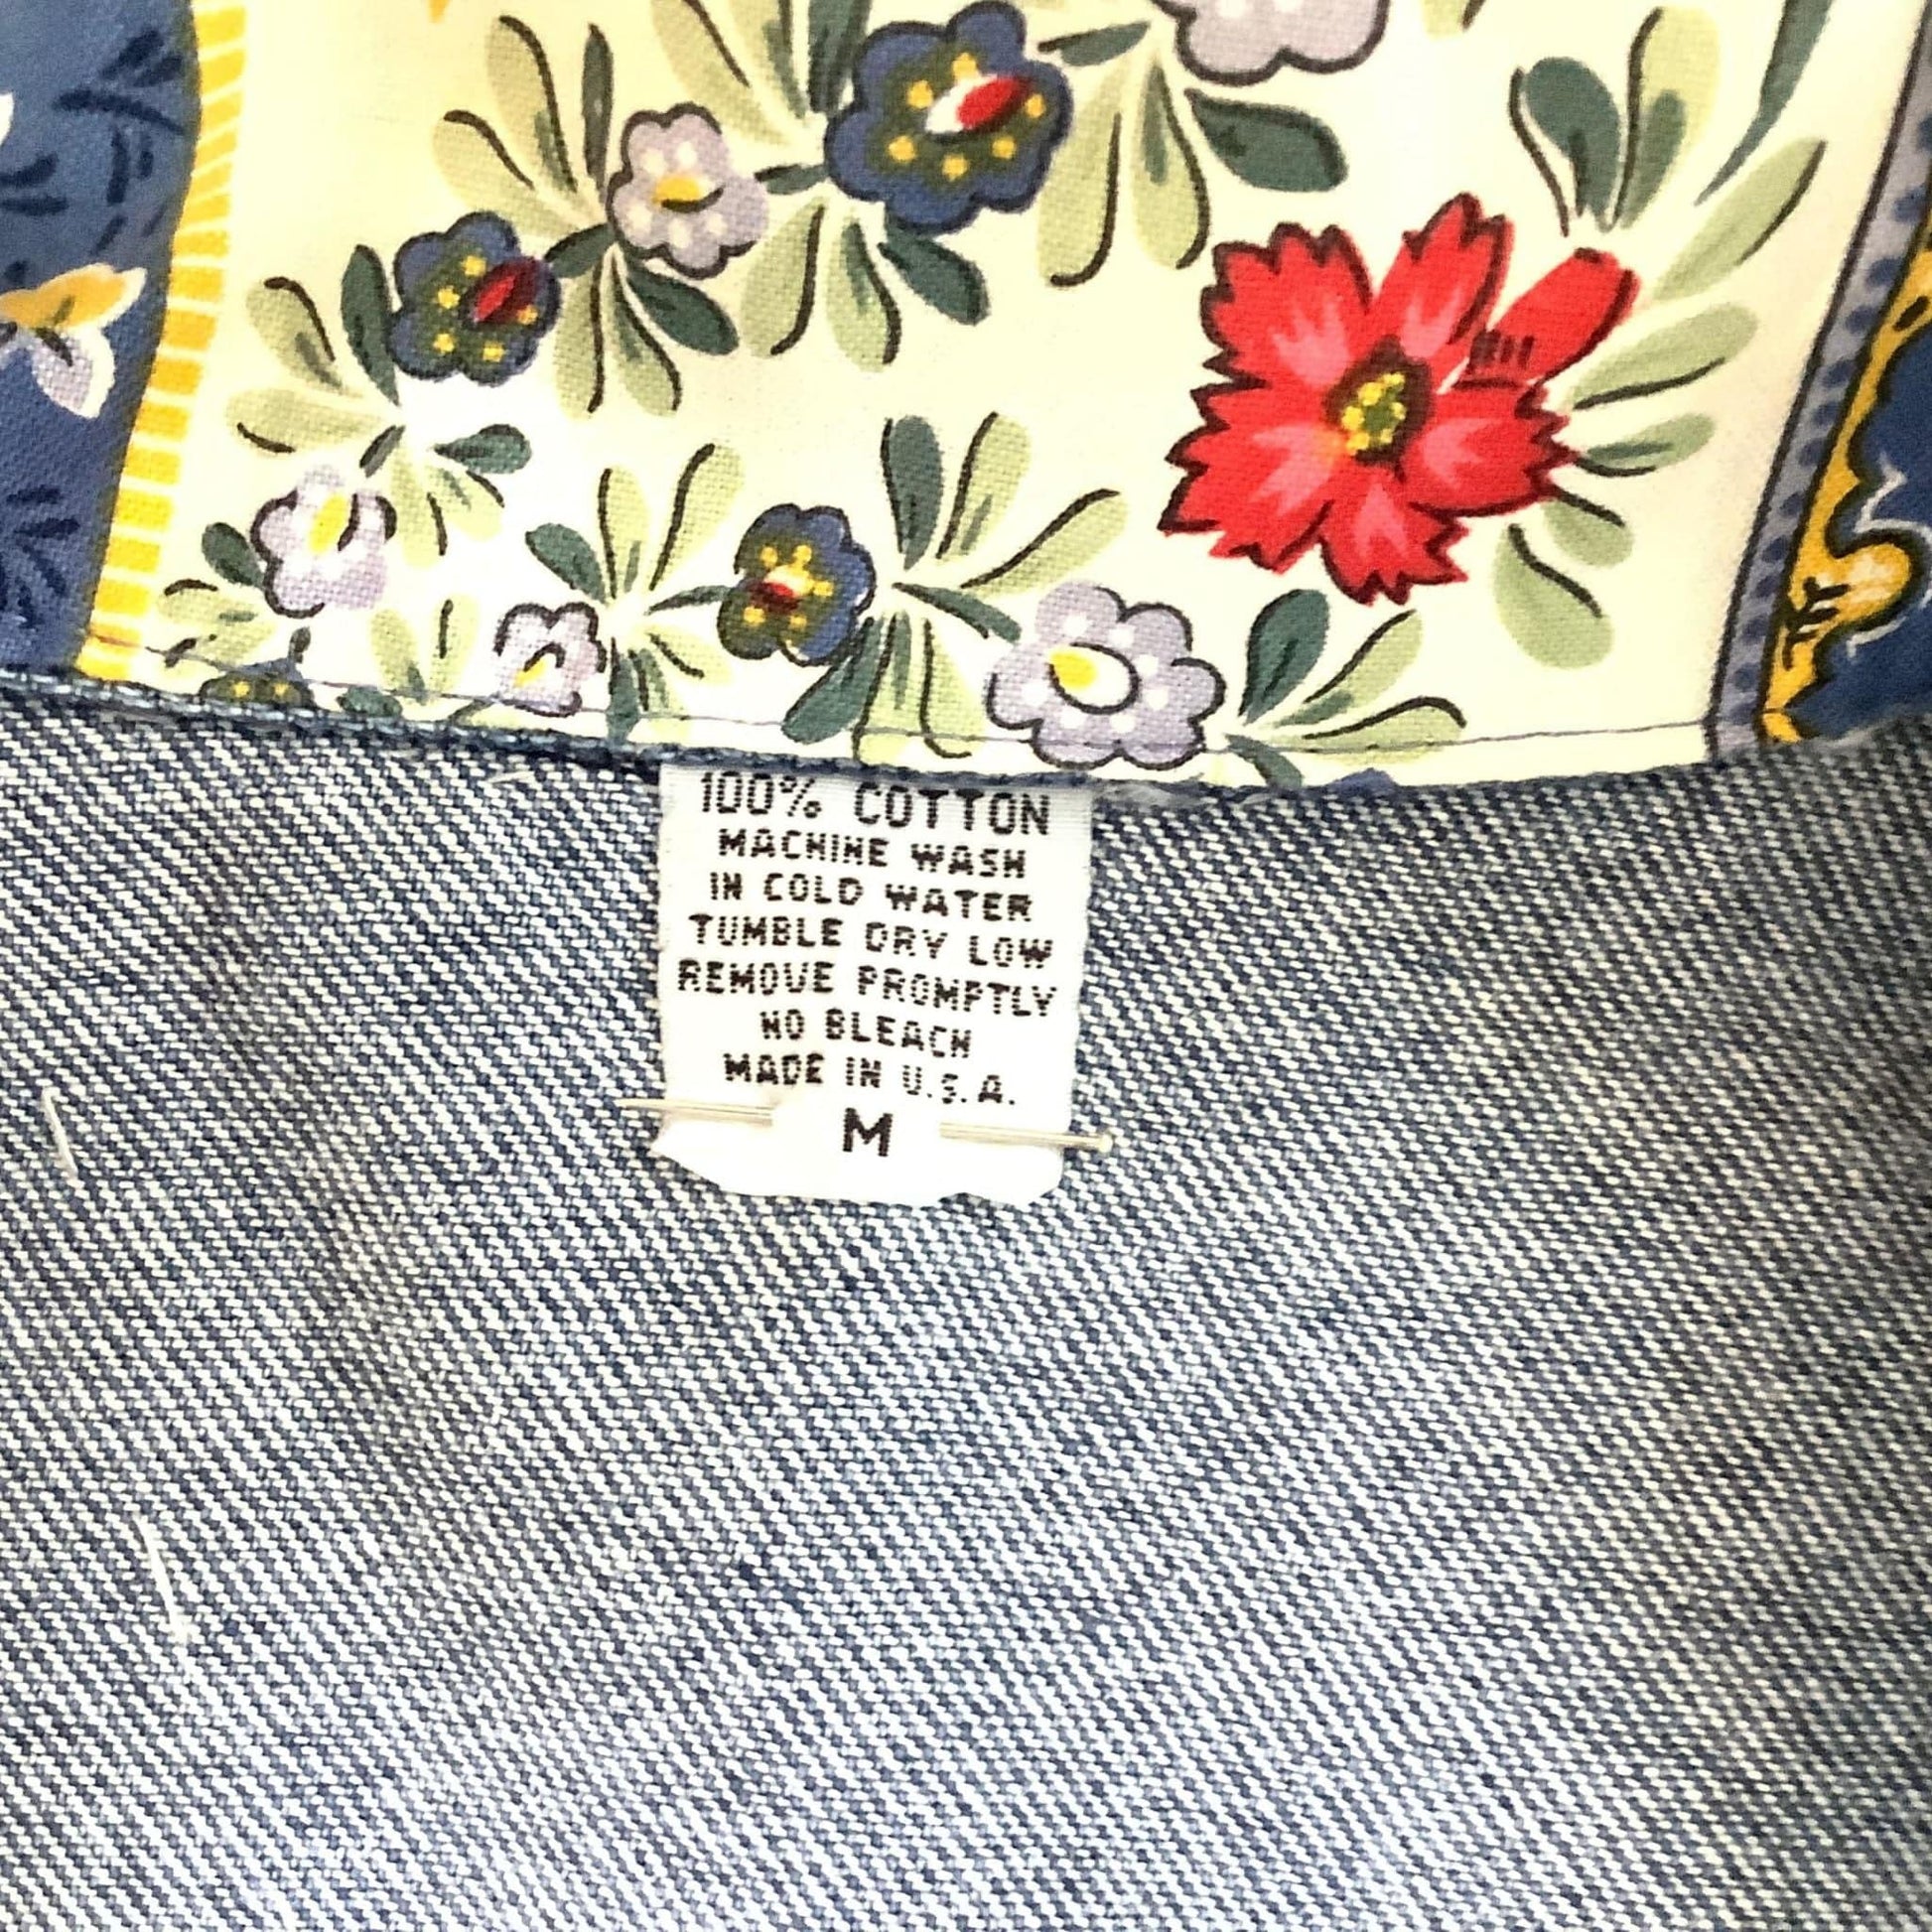 100% COTTON
MACHINE WASH
IN COLD WATER
TUMBLE DRY LOW
REMOVE PROMPTLY
NO BLEACH
MADE IN U.S.A.
M